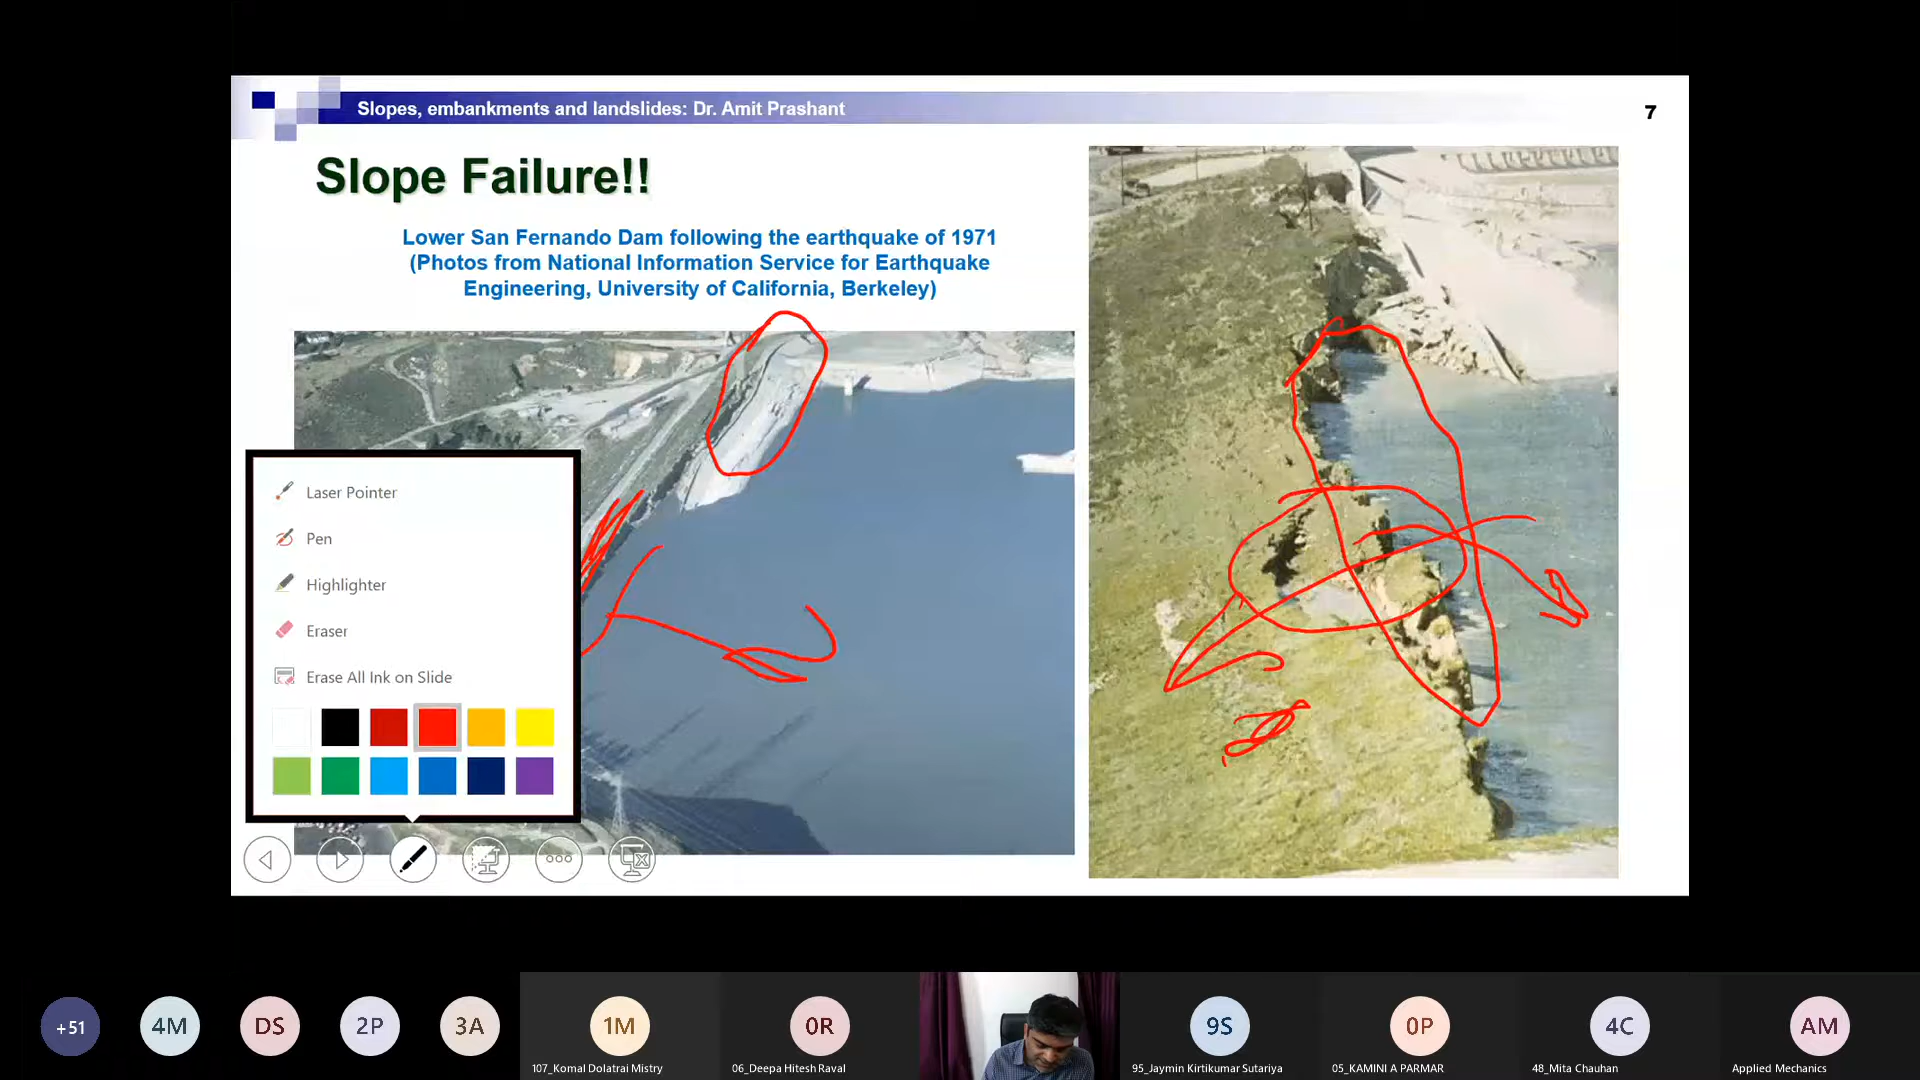 Slopes, embankments and landslides: Dr. Amit Prashant
7
Slope Failure!!
Lower San Fernando Dam following the earthquake of 1971
(Photos from National Information Service for Earthquake
Engineering, University of California, Berkeley)
Laser Pointer
Pen
Highlighter
Eraser
Erase All Ink on Slide
+51
4M
DS
2P
3A
1M
0R
9S
0P
4C
AM
107_Komal Dolatrai Mistry
06_Deepa Hitesh Raval
95_Jaymin Kirtikumar Sutariya
05_KAMINI A PARMAR
48_Mita Chauhan
Applied Mechanics